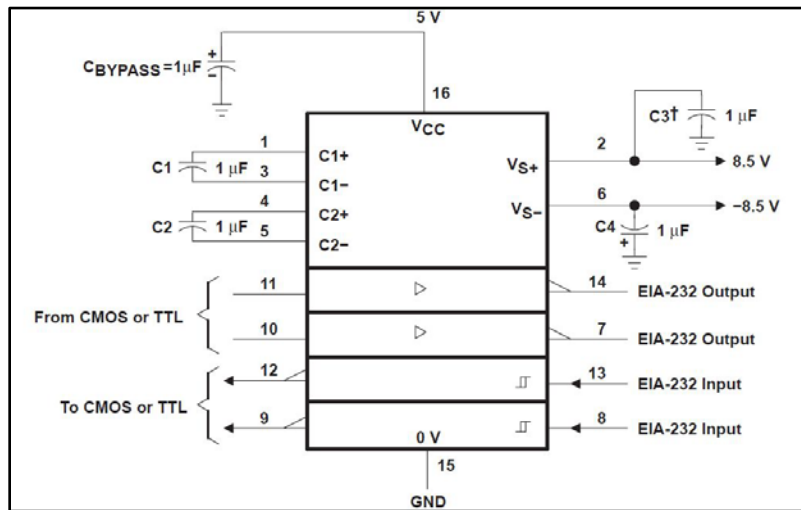 5 V
CBYPASS =1µF
+
−
16
VCC
C3†
1 µF
1
C1+
2
VS+
8.5 V
C1
1 µF
3
C1−
4
C2+
6
VS−
−8.5 V
C2
1 µF
5
C2−
C4
+
1 µF
11
14
EIA-232 Output
From CMOS or TTL
10
7
EIA-232 Output
12
13
EIA-232 Input
To CMOS or TTL
9
8
EIA-232 Input
0 V
15
GND